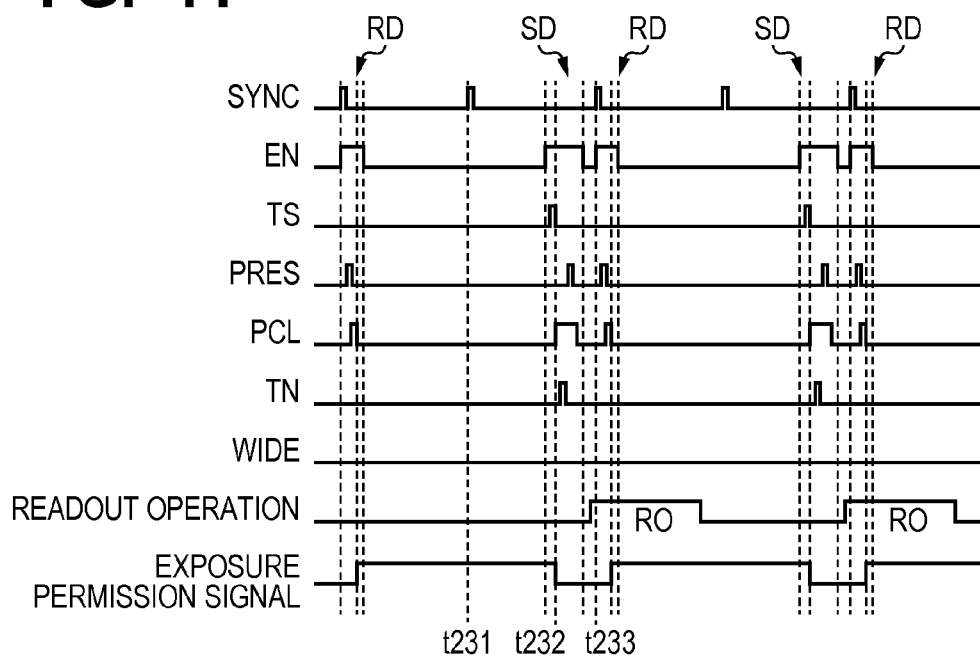 RD SD RD SD RD
SYNC
EN
TS
PRES
PCL
TN
WIDE
READOUT OPERATION
RO RO
EXPOSURE
PERMISSION SIGNAL
t231 t232 t233